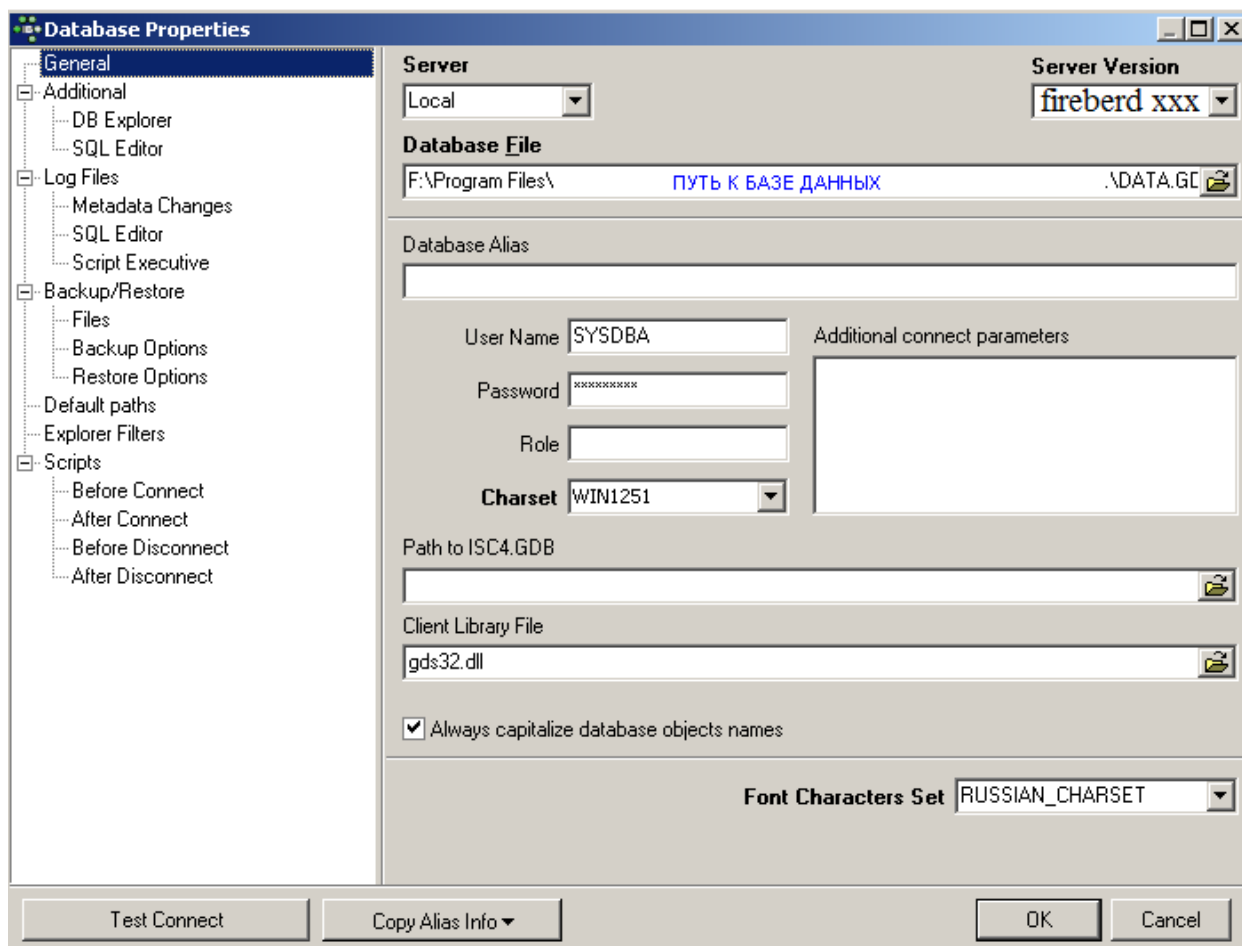 Database Properties
General
Additional
DB Explorer
SQL Editor
Log Files
Metadata Changes
SQL Editor
Script Executive
Backup/Restore
Files
Backup Options
Restore Options
Default paths
Explorer Filters
Scripts
Before Connect
After Connect
Before Disconnect
After Disconnect
Server
Server Version
Local
fireberd xxx
Database File
F:\Program Files\ ПУТЬ К БАЗЕ ДАННЫХ .\DATA.GD
Database Alias
User Name SYSDBA
Additional connect parameters
Password *********
Role
Charset WIN1251
Path to ISC4.GDB
Client Library File
gds32.dll
Always capitalize database objects names
Font Characters Set RUSSIAN_CHARSET
Test Connect
Copy Alias Info
OK
Cancel